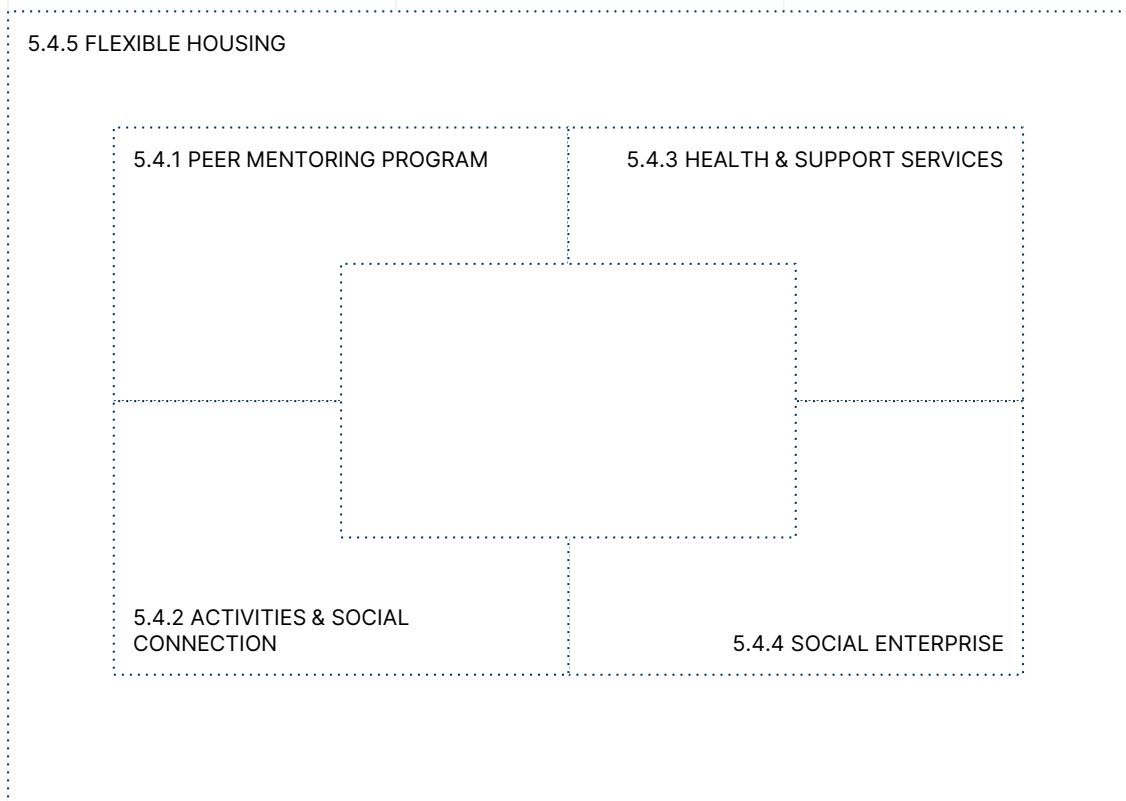 5.4.5 FLEXIBLE HOUSING
5.4.1 PEER MENTORING PROGRAM
5.4.3 HEALTH & SUPPORT SERVICES
5.4.2 ACTIVITIES & SOCIAL
CONNECTION
5.4.4 SOCIAL ENTERPRISE